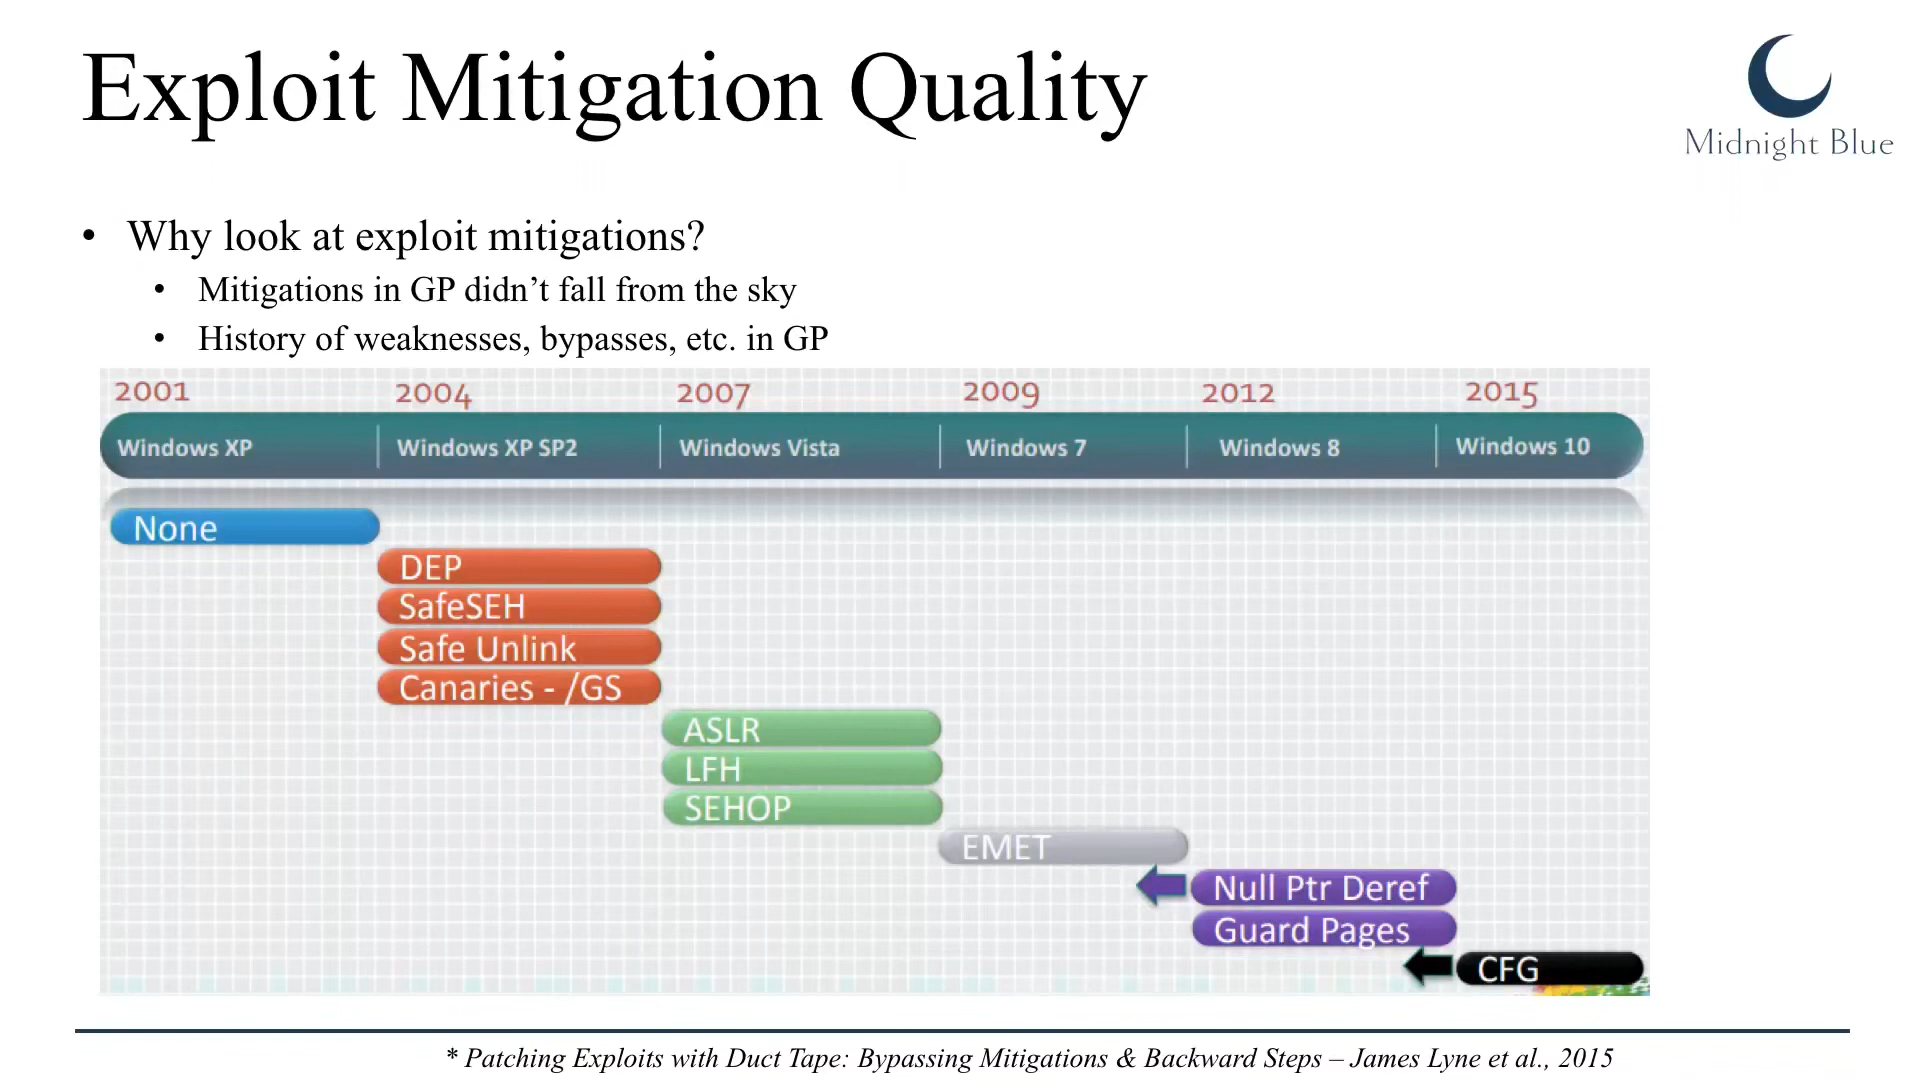 Exploit Mitigation Quality
Midnight Blue
• Why look at exploit mitigations?
• Mitigations in GP didn’t fall from the sky
• History of weaknesses, bypasses, etc. in GP
2001 2004 2007 2009 2012 2015
Windows XP Windows XP SP2 Windows Vista Windows 7 Windows 8 Windows 10
None
DEP
SafeSEH
Safe Unlink
Canaries - /GS
ASLR
LFH
SEHOP
EMET
Null Ptr Deref
Guard Pages
CFG
* Patching Exploits with Duct Tape: Bypassing Mitigations & Backward Steps – James Lyne et al., 2015